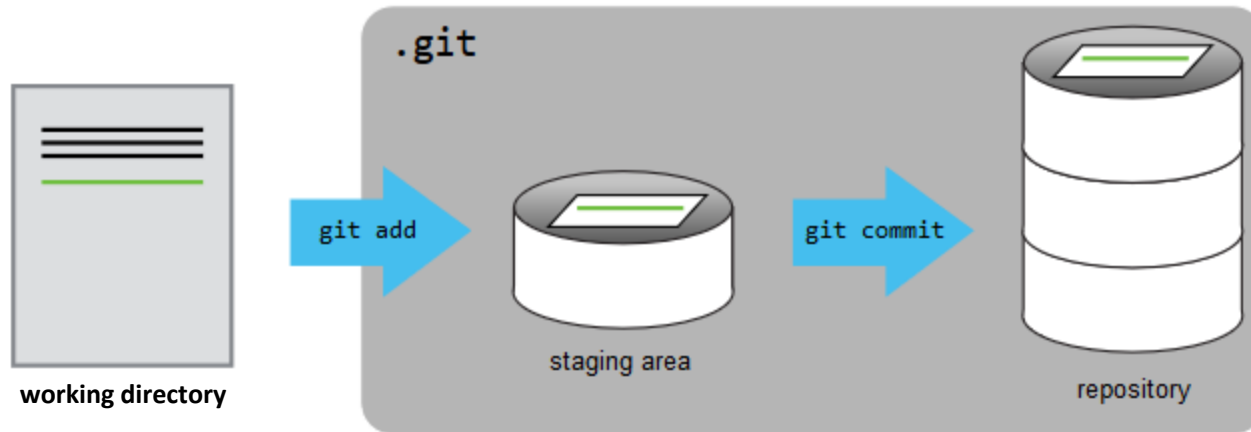 .git
git add
git commit
staging area
repository
working directory